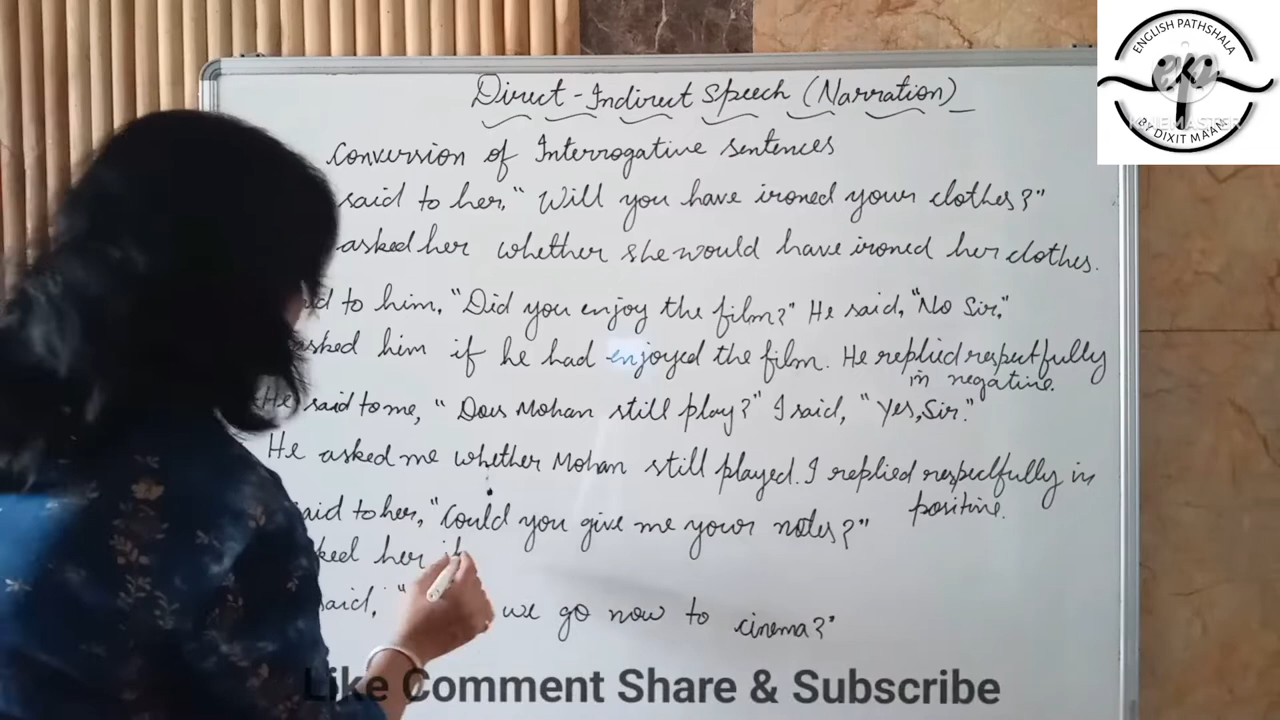 ENGLISH PATHSHALA
BY DIXIT MA'AM
Direct-Indirect Speech (Narration)
Conversion of Interrogative sentences
said to her, "Will you have ironed your clothes?"
asked her whether she would have ironed her clothes.
to him, "Did you enjoy the film?" He said, "No Sir."
asked him if he had enjoyed the film. He replied respectfully
in negative.
He said to me, "Does Mohan still play?" I said, "Yes, Sir."
He asked me whether Mohan still played. I replied respectfully in
positive.
said to her, "Could you give me your notes?"
her
said, " we go now to cinema?"
Like Comment Share & Subscribe